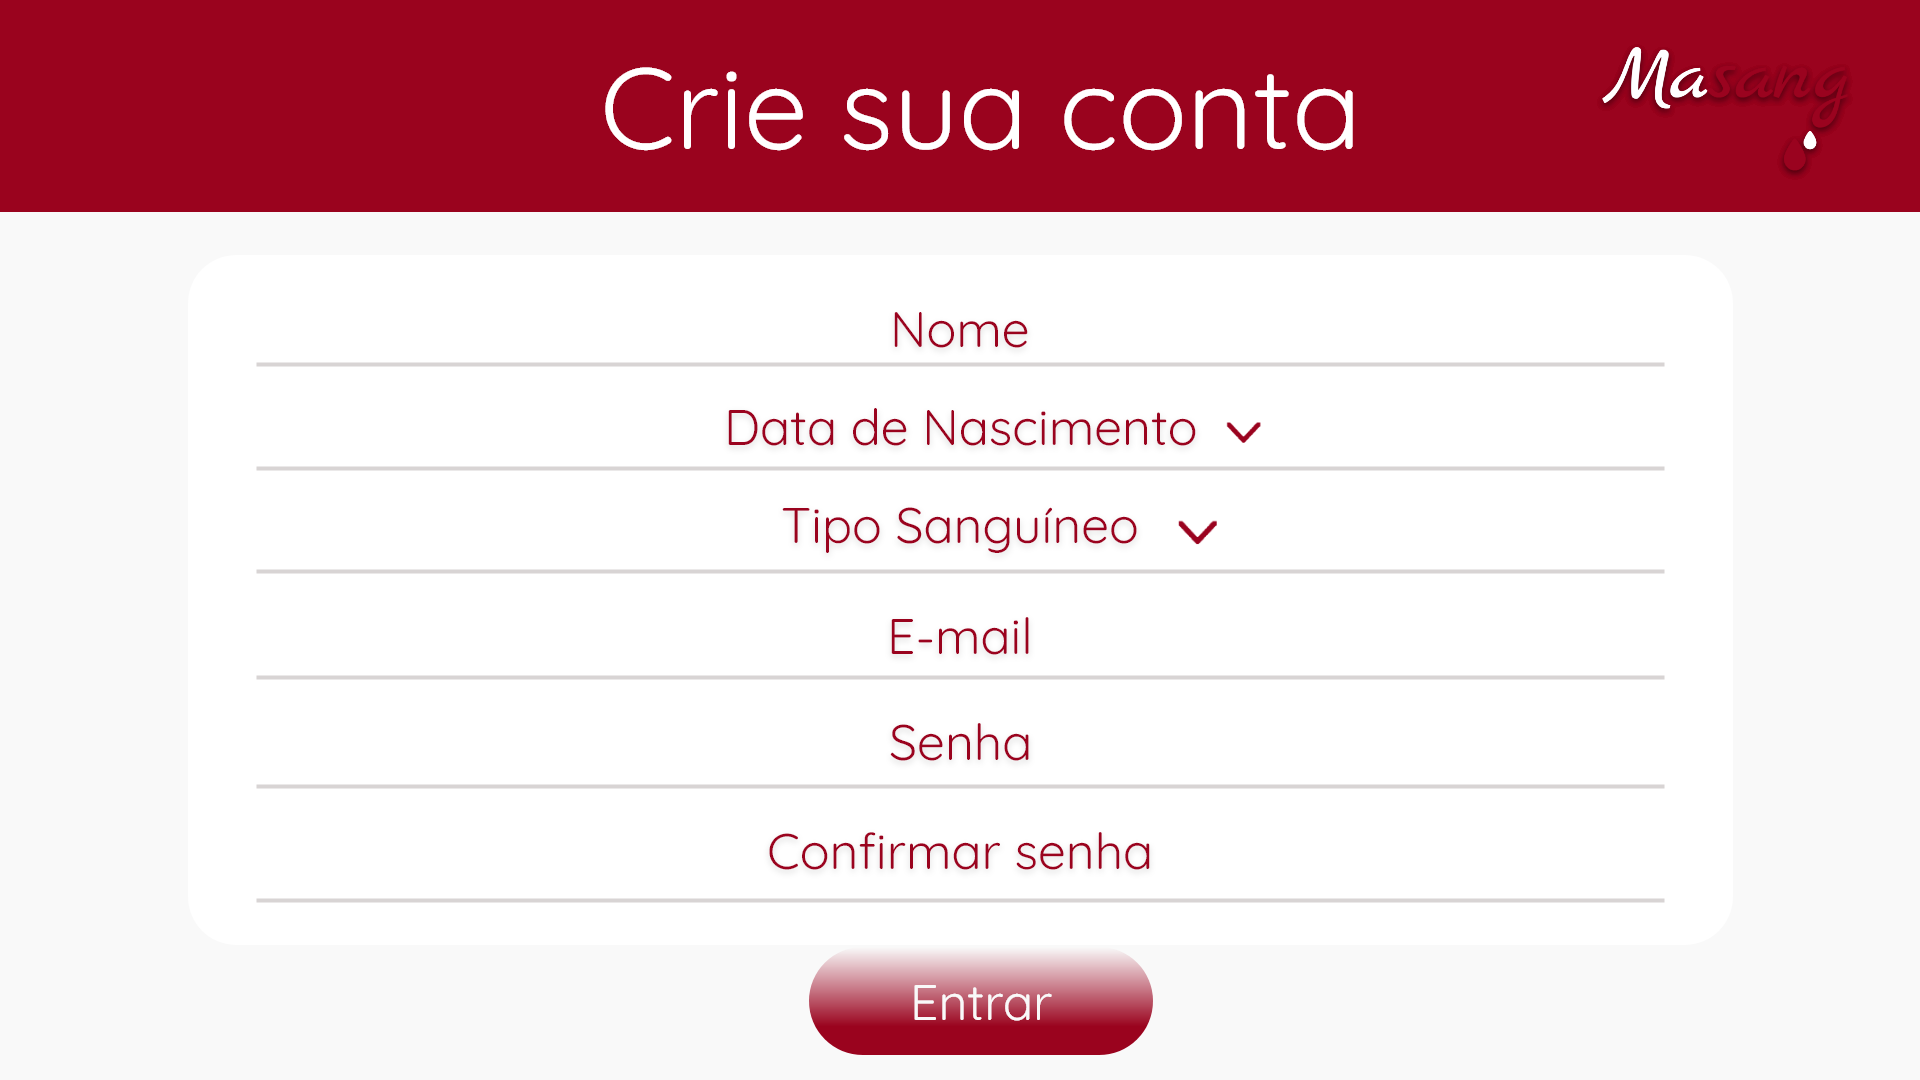 Crie sua conta
Masang
Nome
Data de Nascimento
Tipo Sanguíneo
E-mail
Senha
Confirmar senha
Entrar